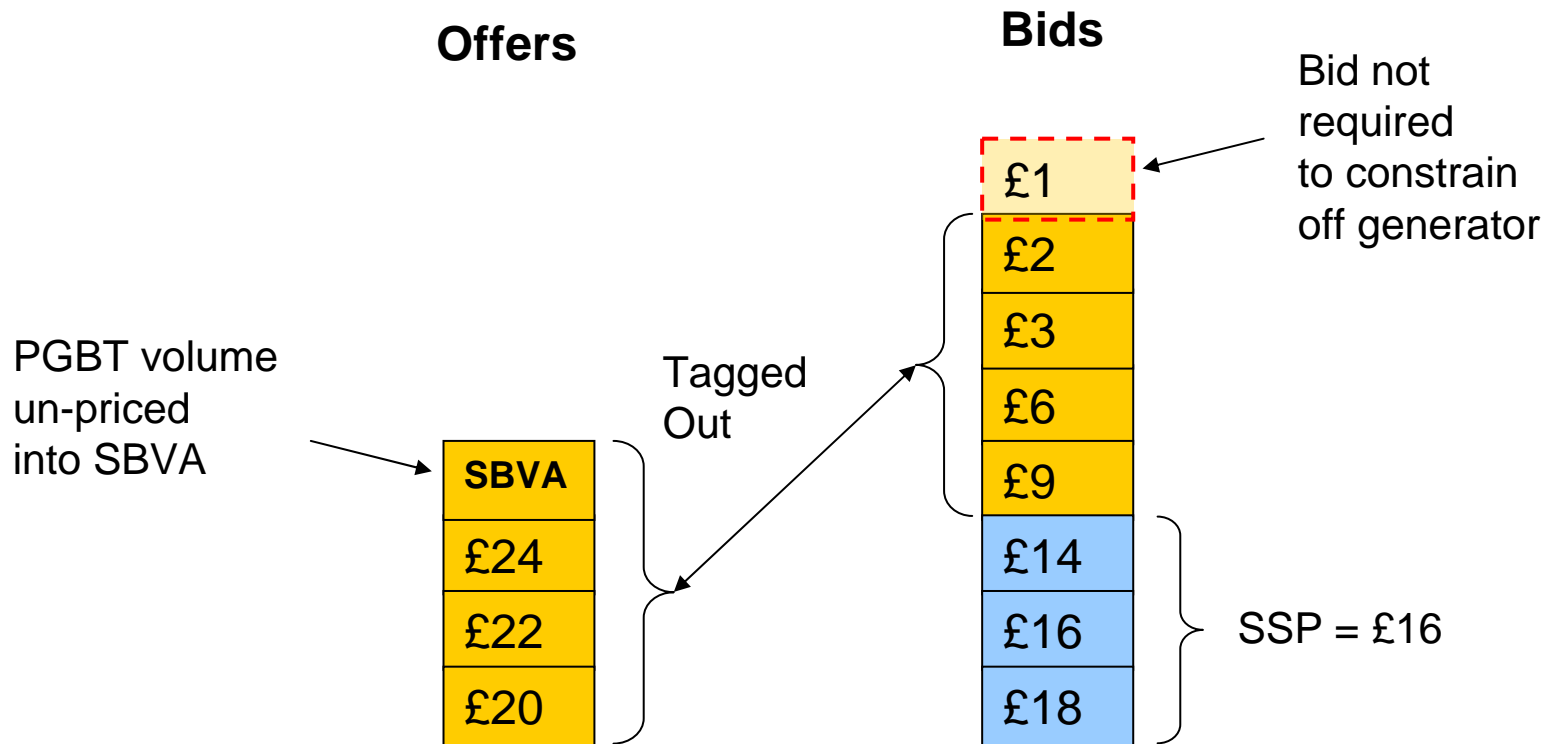 Offers
Bids
Bid not
required
to constrain
off generator
£1
£2
£3
£6
£9
£14
£16
£18
PGBT volume
un-priced
into SBVA
Tagged
Out
SBVA
£24
£22
£20
SSP = £16